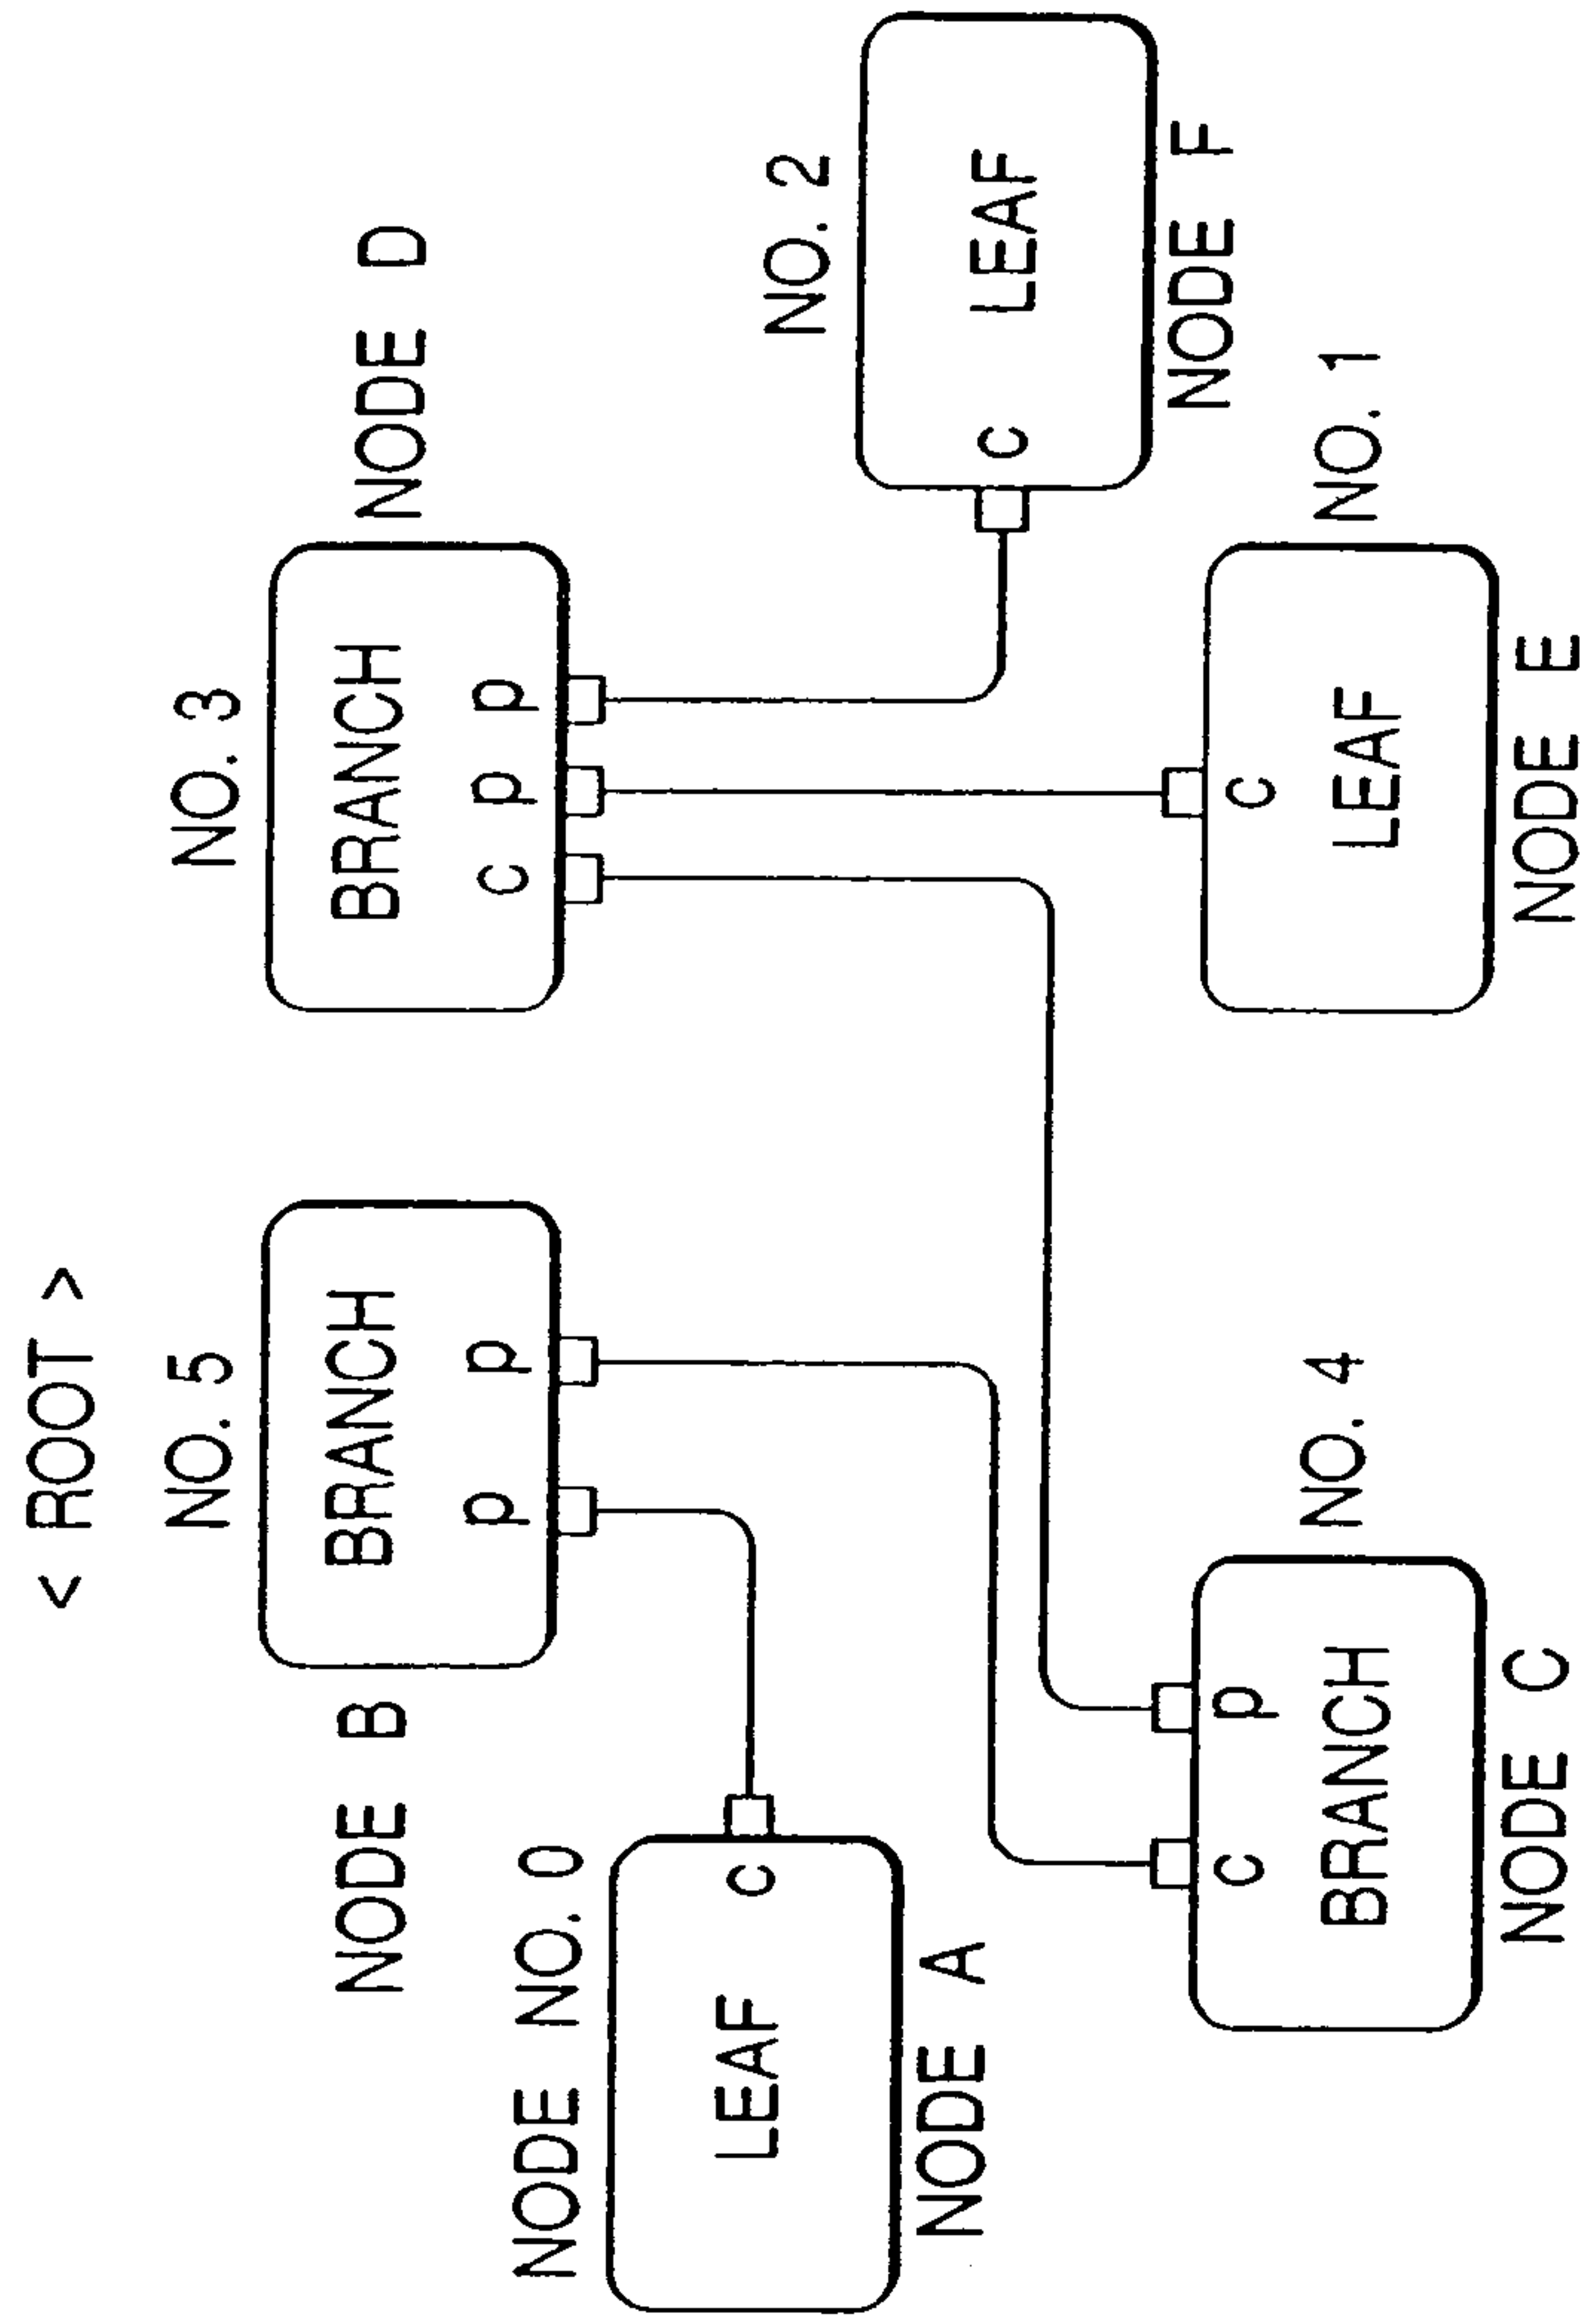 < ROOT >
NO. 5
BRANCH
p p
NODE B
NO. 3
BRANCH
c p p
NODE D
NODE NO. 0
LEAF
c
NODE A
NO. 2
c
LEAF
NODE F
NO. 4
c p
BRANCH
NODE C
NO. 1
c
LEAF
NODE E